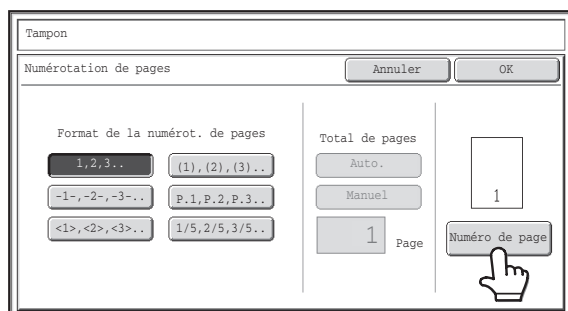 Tampon
Numérotation de pages
Annuler
OK
Format de la numérot. de pages
1,2,3..
(1),(2),(3)..
-1-,-2-,-3-..
P.1,P.2,P.3..
<1>,<2>,<3>..
1/5,2/5,3/5..
Total de pages
Auto.
Manuel
1 Page
1
Numéro de page